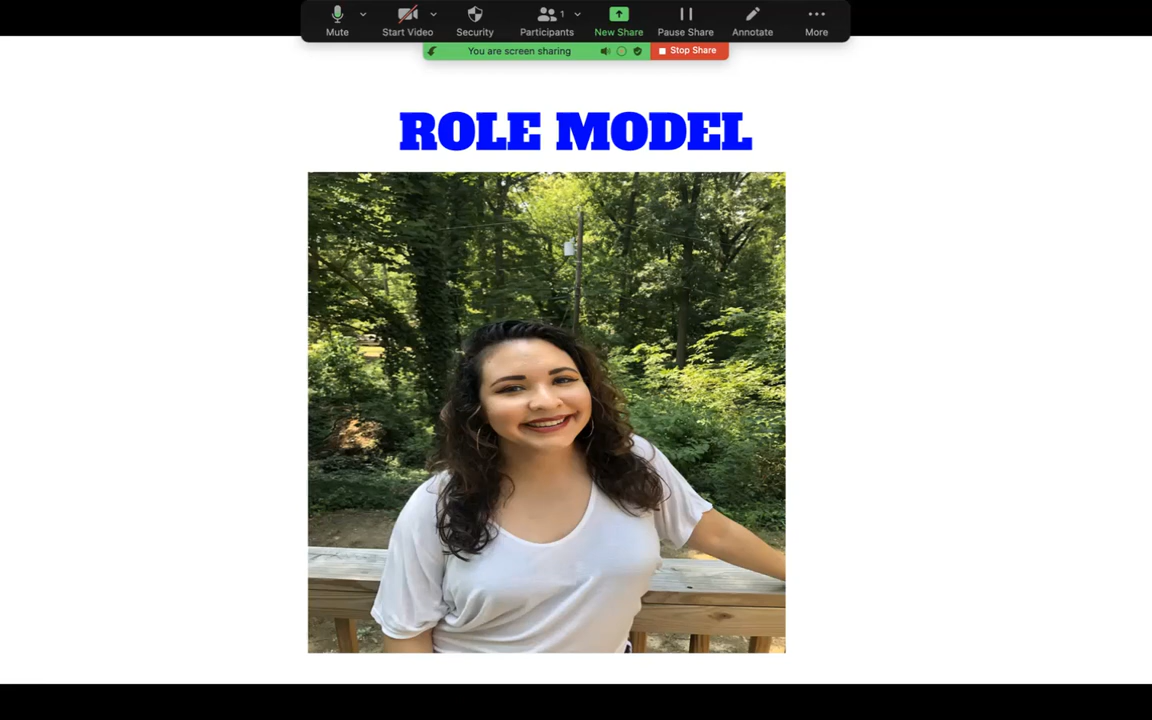 Mute
Start Video
Security
1
Participants
New Share
Pause Share
Annotate
More
You are screen sharing
Stop Share
ROLE MODEL